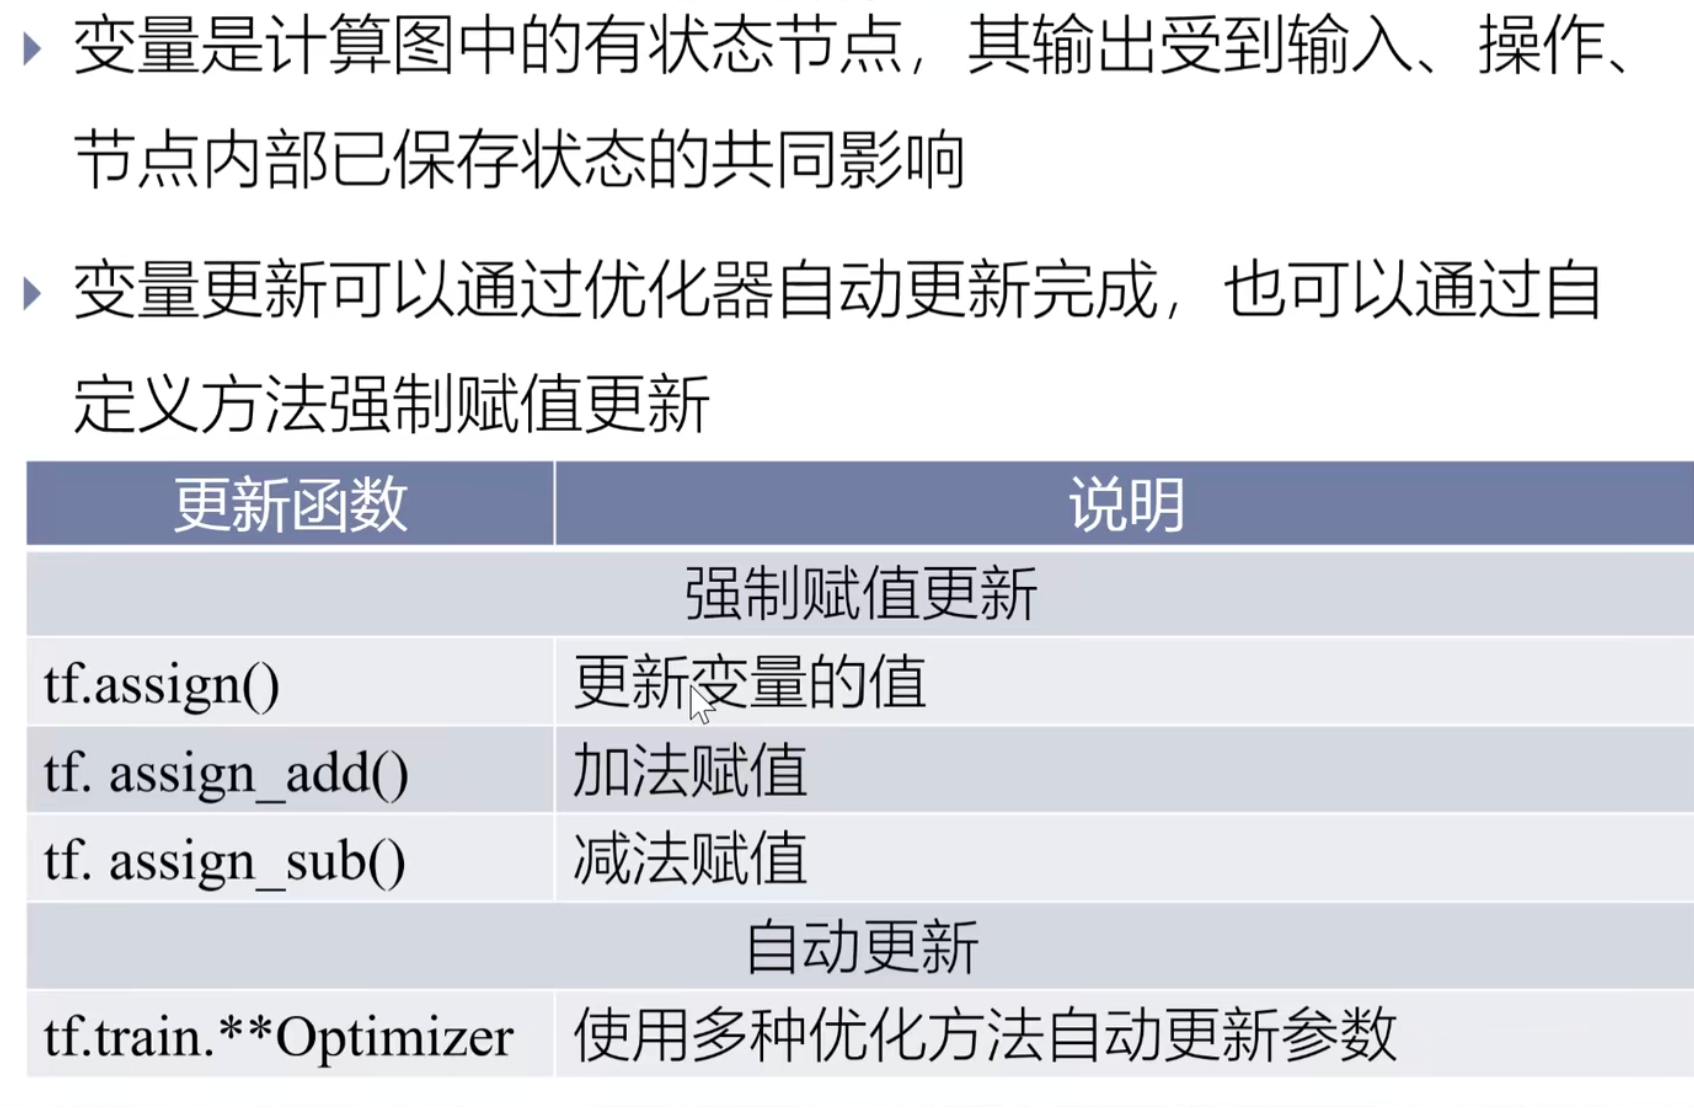 变量是计算图中的有状态节点，其输出受到输入、操作、
节点内部已保存状态的共同影响
变量更新可以通过优化器自动更新完成，也可以通过自
定义方法强制赋值更新
更新函数 说明
强制赋值更新
tf.assign() 更新变量的值
tf. assign_add() 加法赋值
tf. assign_sub() 减法赋值
自动更新
tf.train.**Optimizer 使用多种优化方法自动更新参数